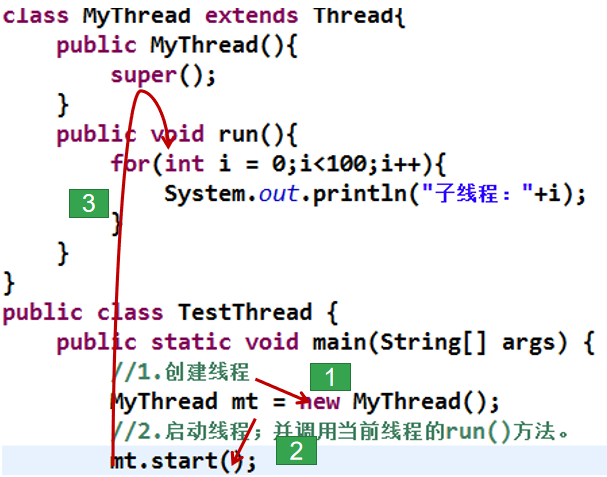 class MyThread extends Thread{
    public MyThread(){
        super();
    }
    public void run(){
        for(int i = 0;i<100;i++){
            System.out.println("子线程："+i);
3
        }
    }
}
public class TestThread {
    public static void main(String[] args) {
        //1.创建线程
1
        MyThread mt = new MyThread();
        //2.启动线程；并调用当前线程的run()方法。
2
        mt.start();